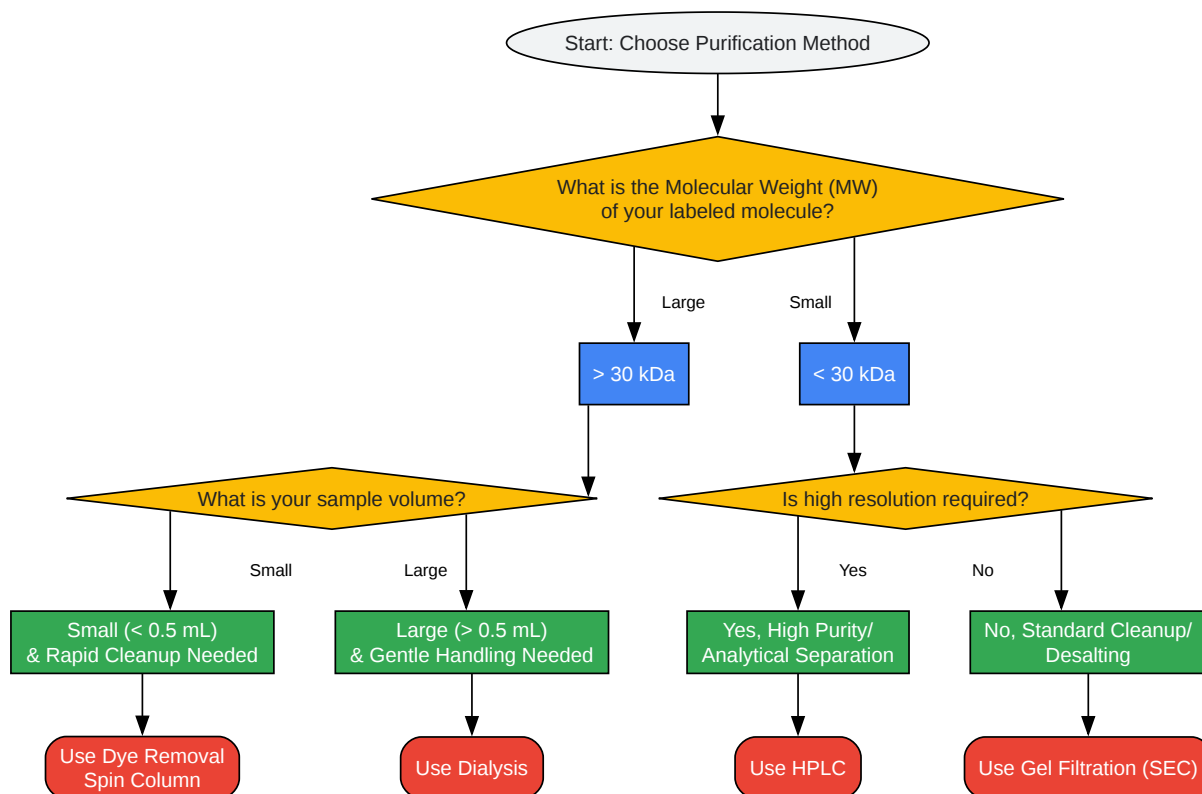 Start: Choose Purification Method
What is the Molecular Weight (MW)
of your labeled molecule?
Large
Small
> 30 kDa
< 30 kDa
What is your sample volume?
Is high resolution required?
Small
Large
Yes
No
Small (< 0.5 mL)
& Rapid Cleanup Needed
Large (> 0.5 mL)
& Gentle Handling Needed
Yes, High Purity/
Analytical Separation
No, Standard Cleanup/
Desalting
Use Dye Removal
Spin Column
Use Dialysis
Use HPLC
Use Gel Filtration (SEC)